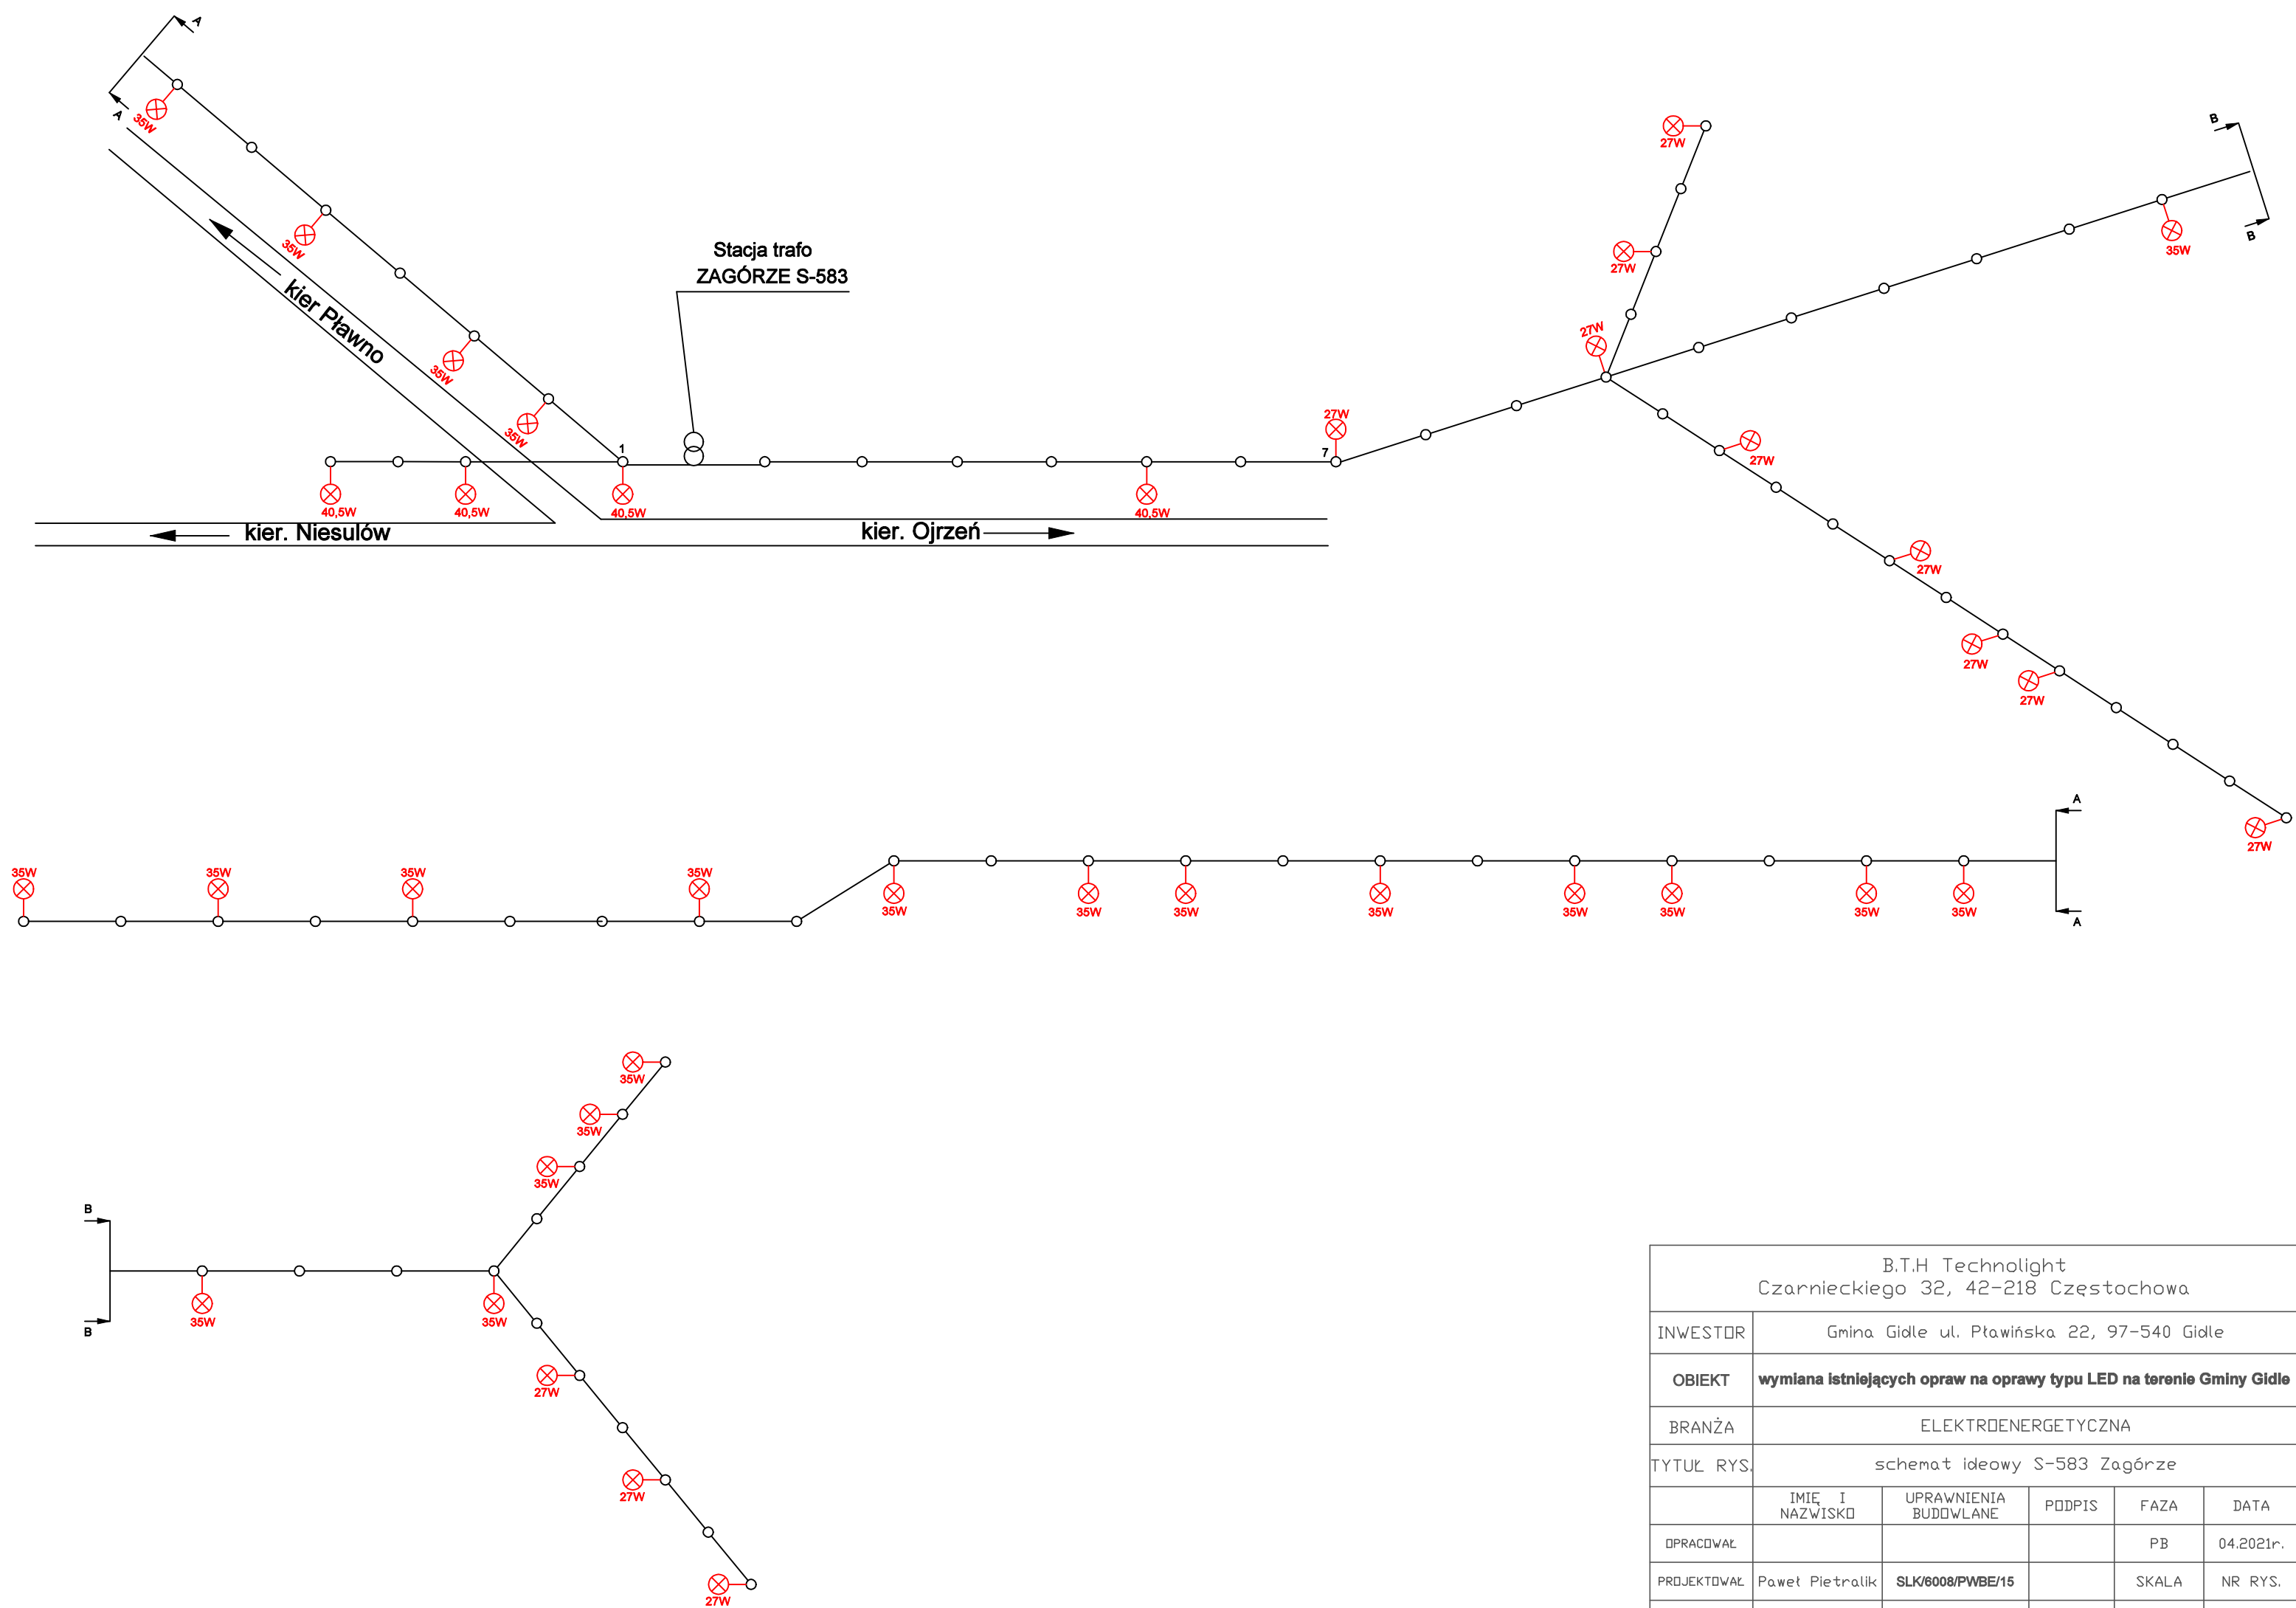 A
A
35W
35W
35W
35W
kier Pławno
Stacja trafo
ZAGÓRZE S-583
1
7
40,5W
40,5W
40,5W
40,5W
kier. Niesulów
kier. Ojrzeń
27W
27W
27W
27W
B
B
35W
27W
27W
27W
27W
27W
A
A
35W
35W
35W
35W
35W
35W
35W
35W
35W
35W
35W
35W
B
B
35W
35W
35W
35W
35W
27W
27W
27W
B.T.H Technolight
Czarnieckiego 32, 42-218 Częstochowa
INWESTOR Gmina Gidle ul. Pławińska 22, 97-540 Gidle
OBIEKT wymiana istniejących opraw na oprawy typu LED na terenie Gminy Gidle
BRANŻA ELEKTROENERGETYCZNA
TYTUŁ RYS. schemat ideowy S-583 Zagórze
IMIĘ I NAZWISKO UPRAWNIENIA BUDOWLANE PODPIS FAZA DATA
OPRACOWAŁ PB 04.2021r.
PROJEKTOWAŁ Paweł Pietralik SLK/6008/PWBE/15 SKALA NR RYS.